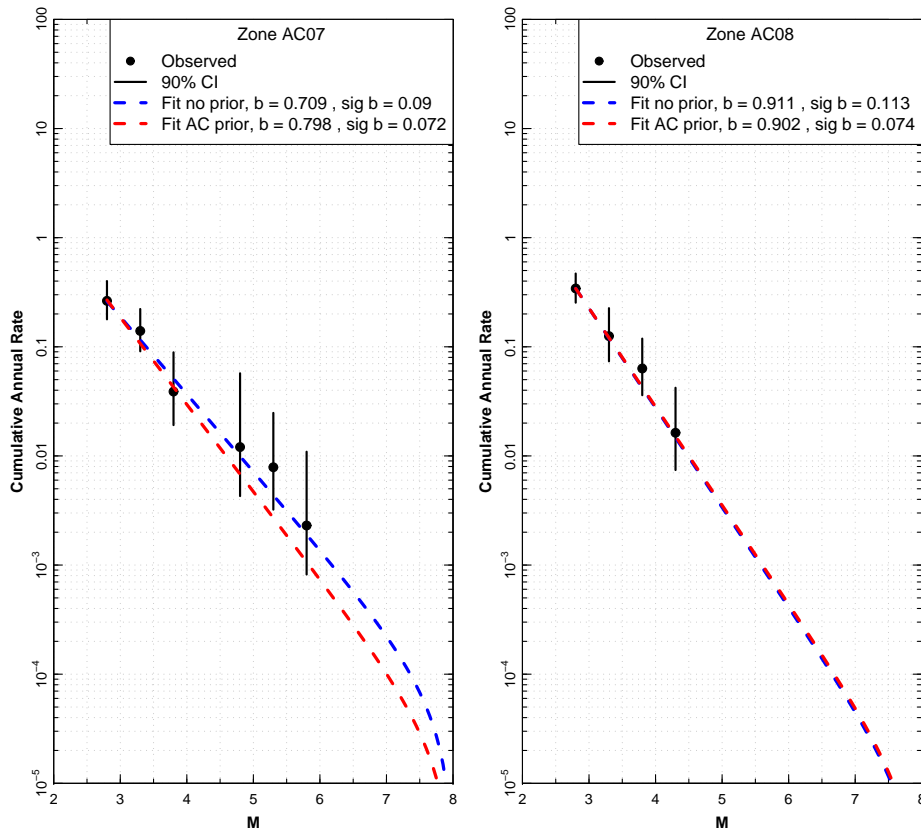 Zone AC07
Observed
90% CI
Fit no prior, b = 0.709 , sig b = 0.09
Fit AC prior, b = 0.798 , sig b = 0.072
100
10
1
0.1
0.01
10−3
10−4
10−5
Cumulative Annual Rate
2 3 4 5 6 7 8
M
Zone AC08
Observed
90% CI
Fit no prior, b = 0.911 , sig b = 0.113
Fit AC prior, b = 0.902 , sig b = 0.074
100
10
1
0.1
0.01
10−3
10−4
10−5
Cumulative Annual Rate
2 3 4 5 6 7 8
M